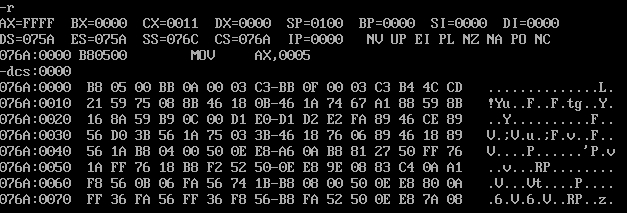 -r
AX=FFFF  BX=0000  CX=0011  DX=0000  SP=0100  BP=0000  SI=0000  DI=0000
DS=075A  ES=075A  SS=076C  CS=076A  IP=0000   NV UP EI PL NZ NA PO NC
076A:0000 B80500        MOV     AX,0005
-dcs:0000
076A:0000  B8 05 00 BB 0A 00 03 C3-BB 0F 00 03 C3 B4 4C CD   ..............L.
076A:0010  21 59 75 08 8B 46 18 0B-46 1A 74 67 A1 88 59 8B   !Yu..F..F.tg..Y.
076A:0020  16 8A 59 B9 0C 00 D1 E0-D1 D2 E2 FA 89 46 CE 89   ..Y..........F..
076A:0030  56 D0 3B 56 1A 75 03 3B-46 18 76 06 89 46 18 89   V.;V.u.;F.v..F..
076A:0040  56 1A B8 04 00 50 0E E8-A6 0A B8 81 27 50 FF 76   V....P......'P.v
076A:0050  1A FF 76 18 B8 F2 52 50-0E E8 9E 08 83 C4 0A A1   ..v...RP........
076A:0060  F8 56 0B 06 FA 56 74 1B-B8 08 00 50 0E E8 80 0A   .V...Vt....P....
076A:0070  FF 36 FA 56 FF 36 F8 56-B8 FA 52 50 0E E8 7A 08   .6.V.6.V..RP..z.